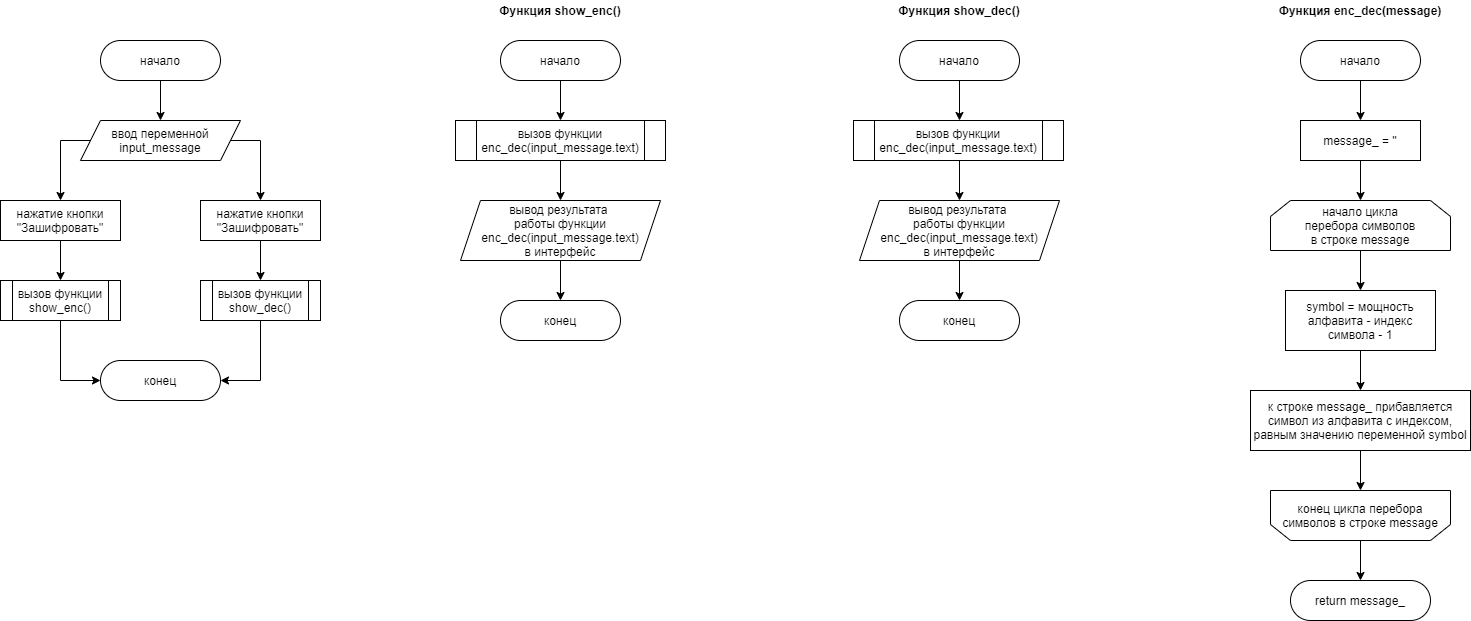 начало
ввод переменной
input_message
нажатие кнопки
"Зашифровать"
нажатие кнопки
"Зашифровать"
вызов функции
show_enc()
вызов функции
show_dec()
конец
Функция show_enc()
начало
вызов функции
enc_dec(input_message.text)
вывод результата
работы функции
enc_dec(input_message.text)
в интерфейс
конец
Функция show_dec()
начало
вызов функции
enc_dec(input_message.text)
вывод результата
работы функции
enc_dec(input_message.text)
в интерфейс
конец
Функция enc_dec(message)
начало
message_ = ''
начало цикла
перебора символов
в строке message
symbol = мощность
алфавита - индекс
символа - 1
к строке message_ прибавляется
символ из алфавита с индексом,
равным значению переменной symbol
конец цикла перебора
символов в строке message
return message_